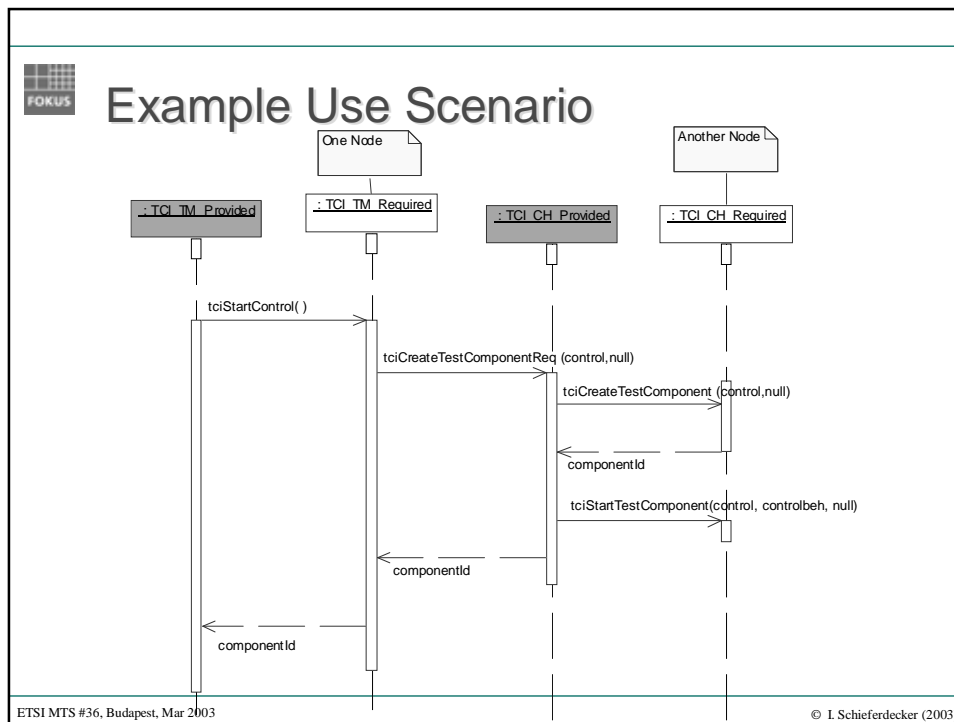 FOKUS
Example Use Scenario
One Node
Another Node
: TCI_TM_Provided
: TCI_TM_Required
: TCI_CH_Provided
: TCI_CH_Required
tciStartControl( )
tciCreateTestComponentReq (control,null)
tciCreateTestComponent (control,null)
componentId
tciStartTestComponent(control, controlbeh, null)
componentId
componentId
ETSI MTS #36, Budapest, Mar 2003
© I. Schieferdecker (2003